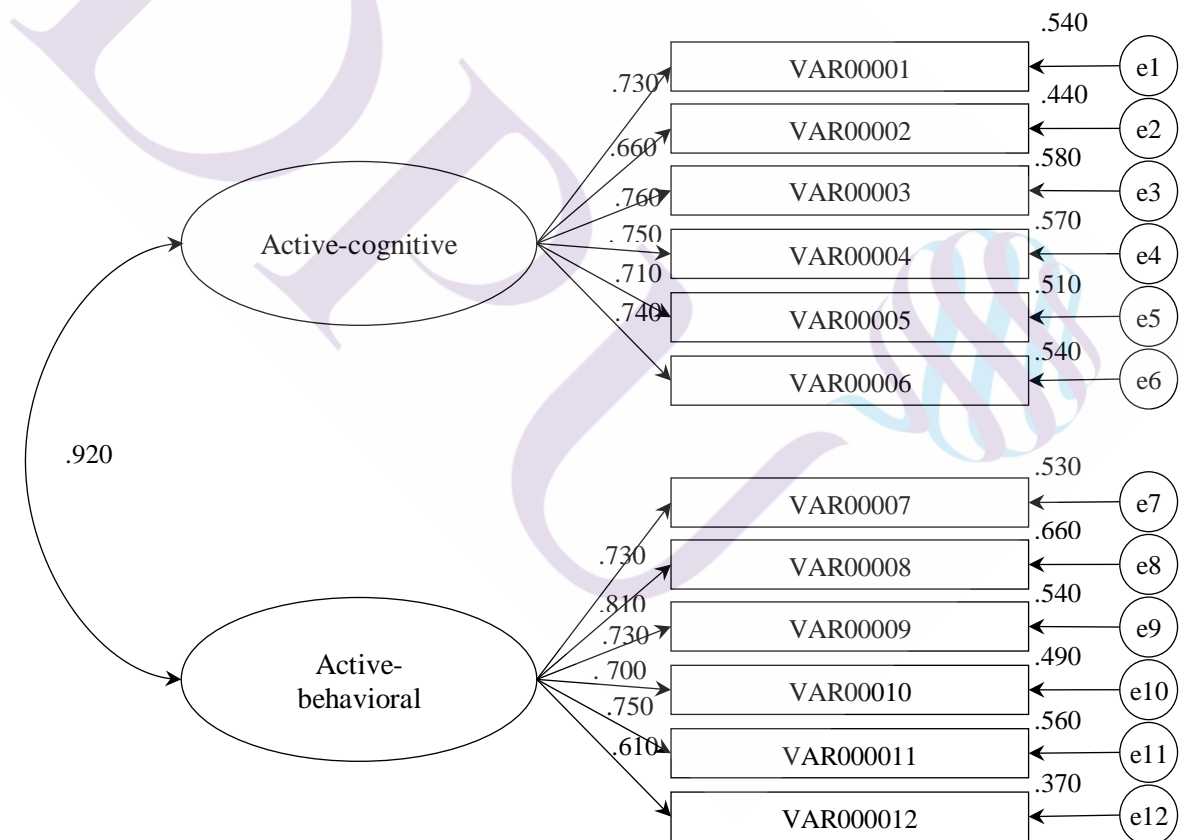 .540
VAR00001
e1
.730
.440
VAR00002
e2
.660
.580
VAR00003
e3
.760
.570
Active-cognitive
.750
VAR00004
e4
.710
.510
.740
VAR00005
e5
.540
VAR00006
e6
.920
.530
VAR00007
e7
.730
.660
VAR00008
e8
.810
.540
.730
VAR00009
e9
.490
Active-
behavioral
. 700
VAR00010
e10
.750
.560
.610
VAR000011
e11
.370
VAR000012
e12
DPU